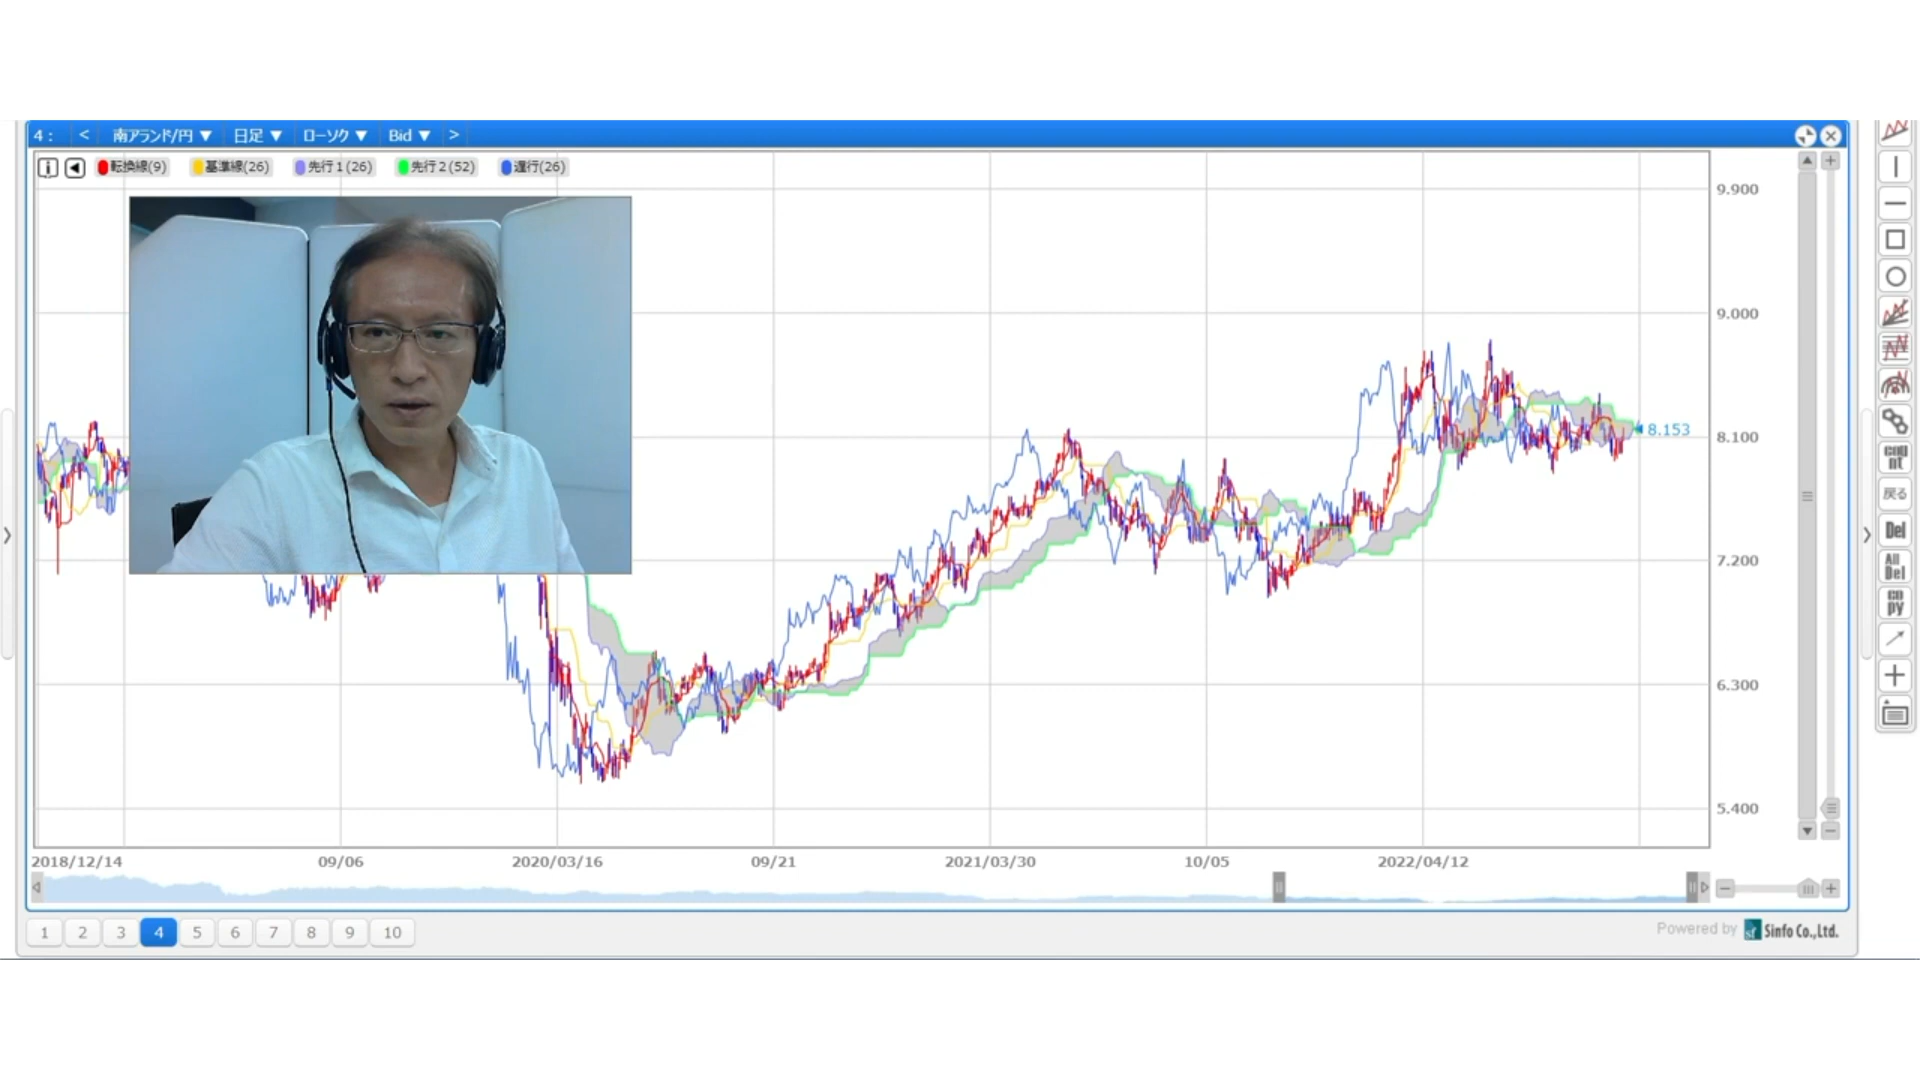 4 : < 南アランド/円 ▼ 日足 ▼ ローソク ▼ Bid ▼ >
転換線(9) 基準線(26) 先行1(26) 先行2(52) 遅行(26)
9.900
9.000
8.153
8.100
7.200
6.300
5.400
2018/12/14 09/06 2020/03/16 09/21 2021/03/30 10/05 2022/04/12
1 2 3 4 5 6 7 8 9 10
Powered by sf Sinfo Co.,Ltd.
戻る
Del
All
Del
co
py